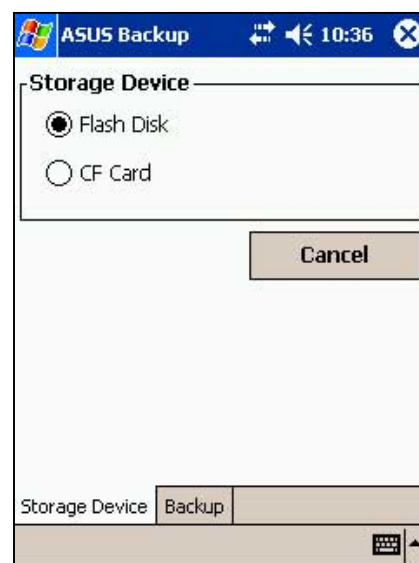 ASUS Backup 10:36
Storage Device
Flash Disk
CF Card
Cancel
Storage Device Backup